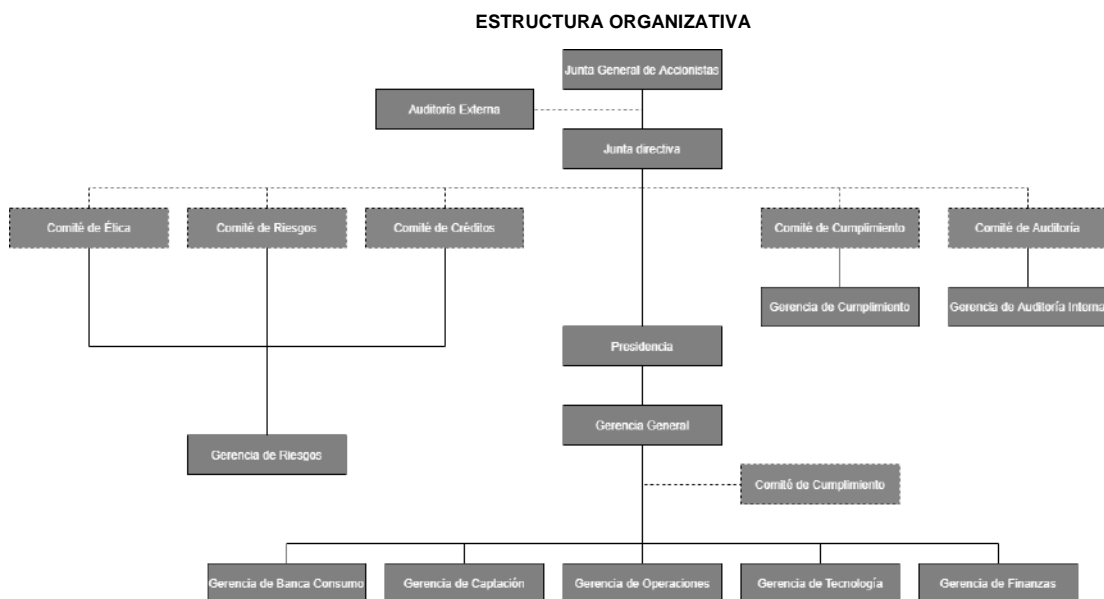 ESTRUCTURA ORGANIZATIVA
Junta General de Accionistas
Auditoría Externa
Junta directiva
Comité de Ética
Comité de Riesgos
Comité de Créditos
Comité de Cumplimiento
Comité de Auditoría
Gerencia de Cumplimiento
Gerencia de Auditoría Interna
Presidencia
Gerencia General
Gerencia de Riesgos
Comité de Cumplimiento
Gerencia de Banca Consumo
Gerencia de Captación
Gerencia de Operaciones
Gerencia de Tecnología
Gerencia de Finanzas